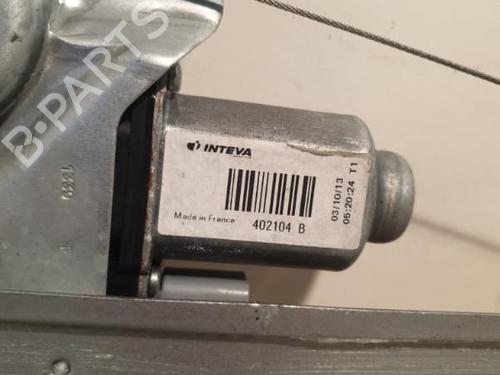 B-PARTS
INTEVA
Made in France
402104 B
03/10/13
05:20:24 T1